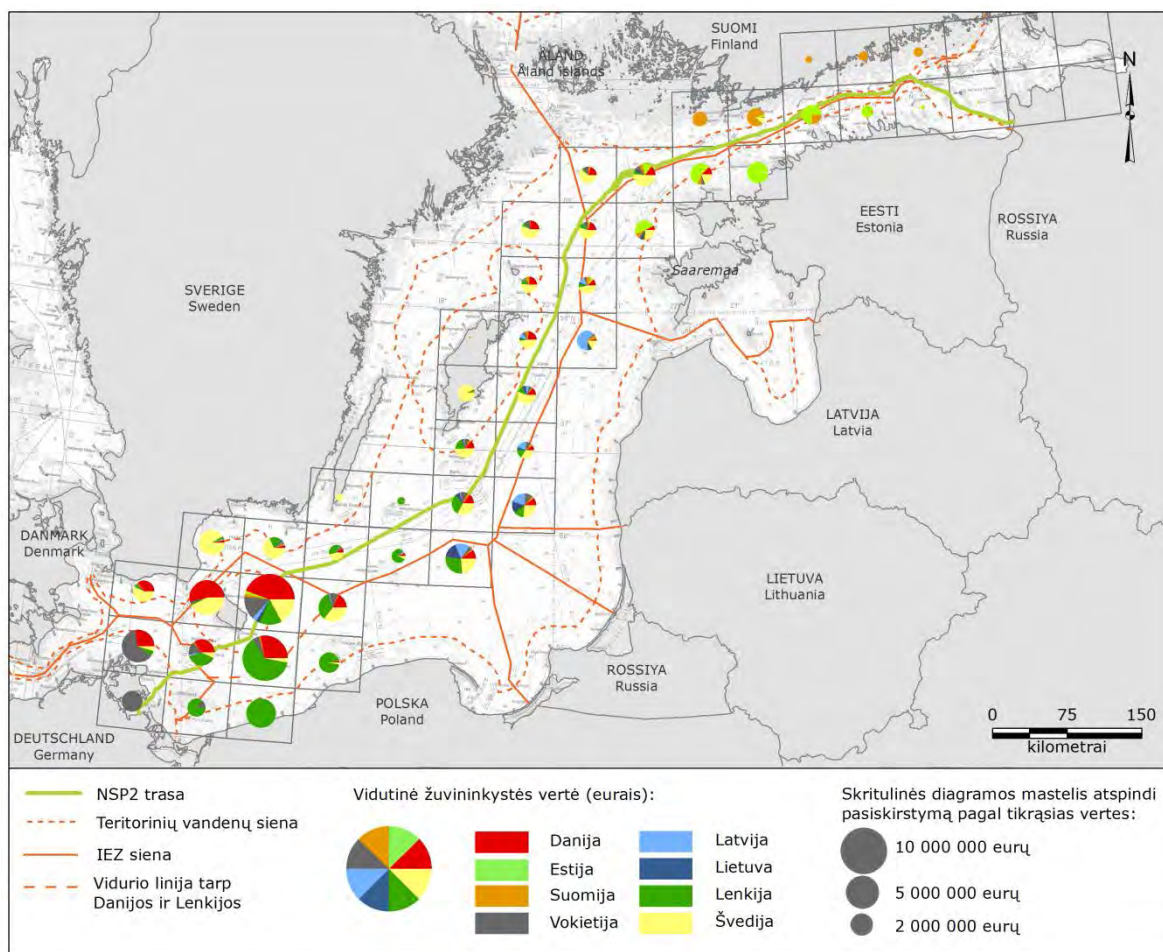 SUOMI
Finland
ÅLAND
Åland islands
N
EESTI
Estonia
ROSSIYA
Russia
Saaremaa
SVERIGE
Sweden
LATVIJA
Latvia
DANMARK
Denmark
LIETUVA
Lithuania
ROSSIYA
Russia
POLSKA
Poland
DEUTSCHLAND
Germany
0 75 150
kilometrai
NSP2 trasa
Teritorinių vandenų siena
IEZ siena
Vidurio linija tarp
Danijos ir Lenkijos
Vidutinė žuvininkystės vertė (eurais):
Danija
Estija
Suomija
Vokietija
Latvija
Lietuva
Lenkija
Švedija
Skritulinės diagramos mastelis atspindi
pasiskirstymą pagal tikrąsias vertes:
10 000 000 eurų
5 000 000 eurų
2 000 000 eurų